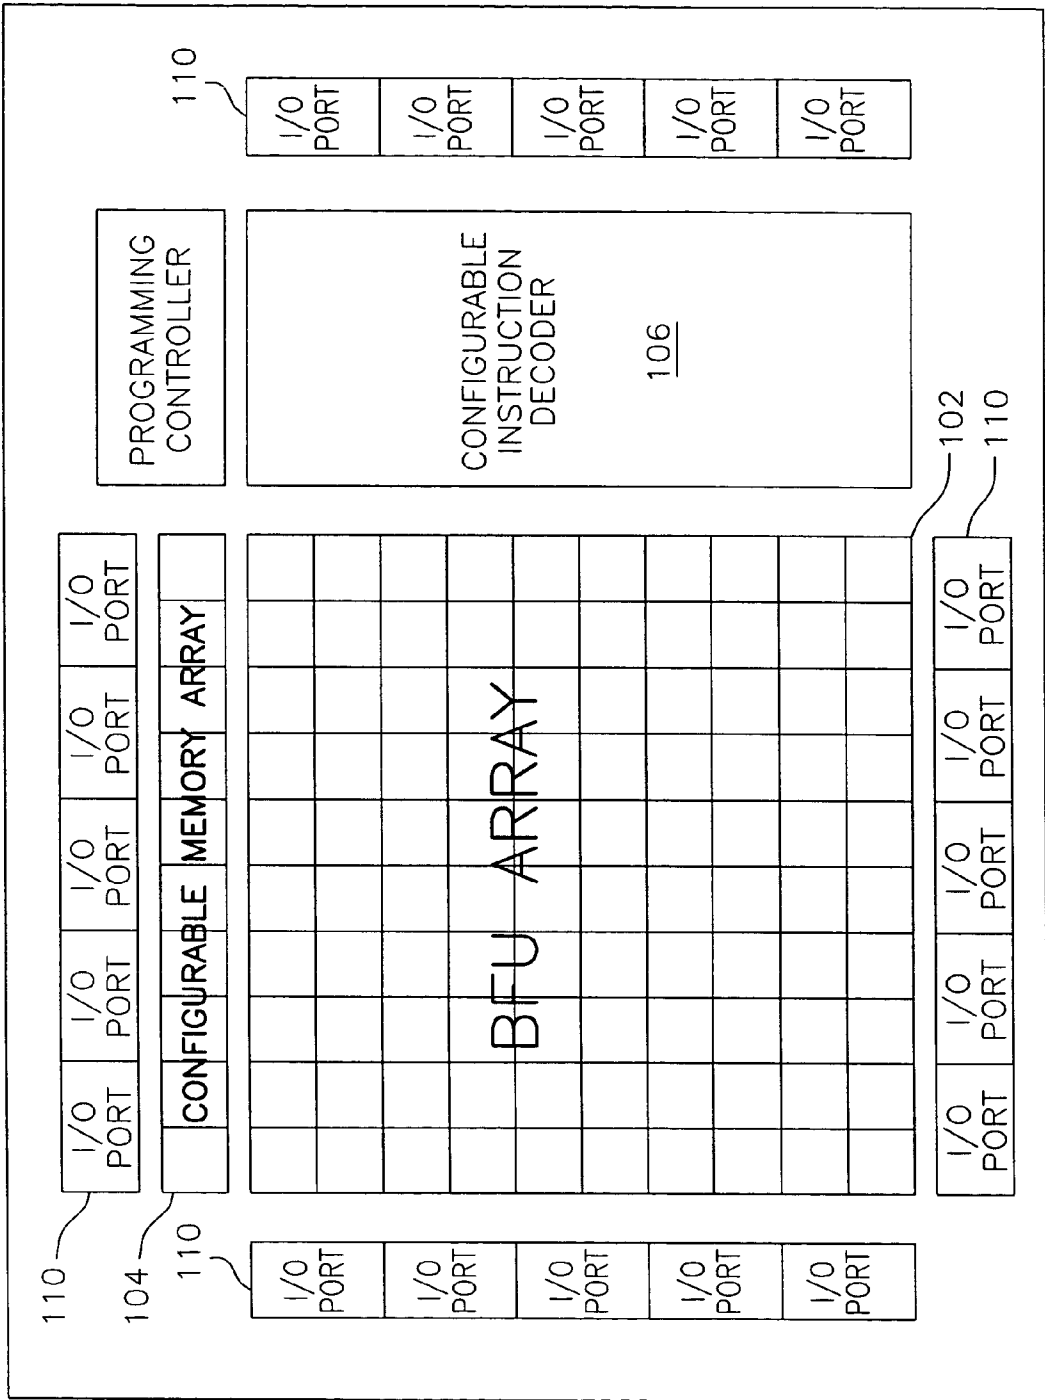 110
I/O
PORT
I/O
PORT
I/O
PORT
I/O
PORT
I/O
PORT
104
CONFIGURABLE MEMORY ARRAY
PROGRAMMING
CONTROLLER
110
I/O
PORT
I/O
PORT
I/O
PORT
I/O
PORT
I/O
PORT
BFU ARRAY
CONFIGURABLE
INSTRUCTION
DECODER
106
110
I/O
PORT
I/O
PORT
I/O
PORT
I/O
PORT
I/O
PORT
102
I/O
PORT
I/O
PORT
I/O
PORT
I/O
PORT
I/O
PORT
110